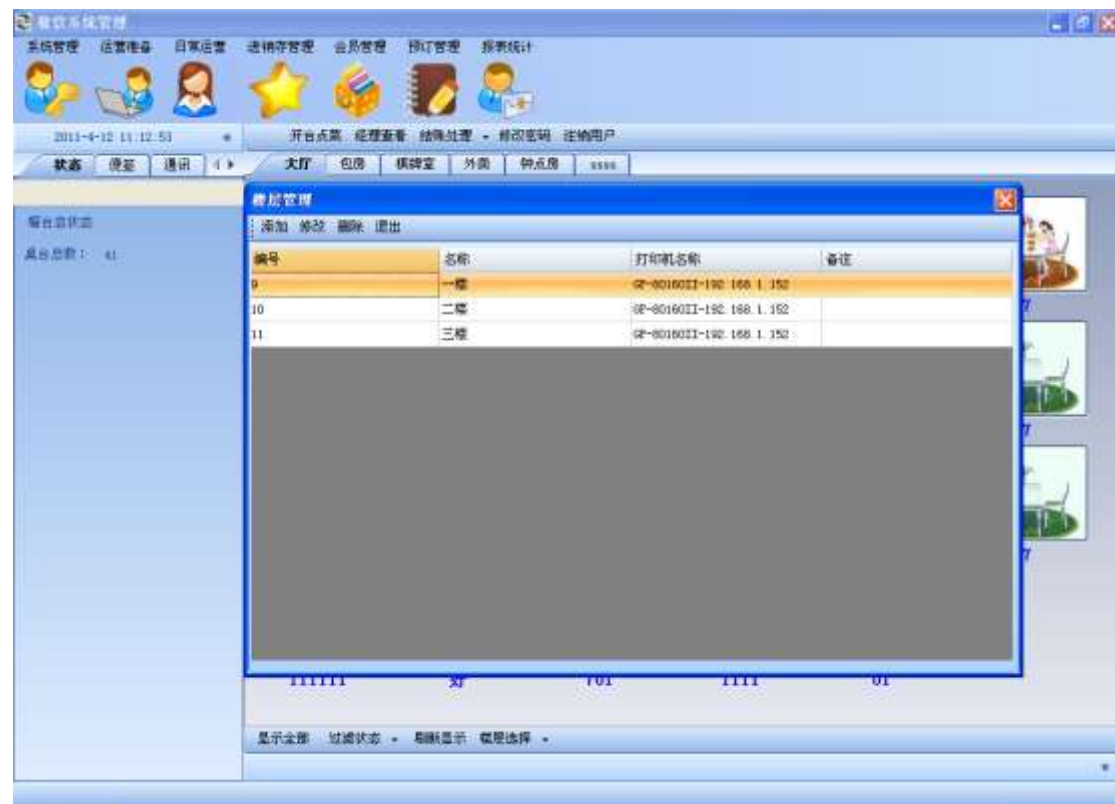 餐饮系统管理
系统管理 运营准备 日常运营 进销存管理 会员管理 预订管理 报表统计
2011-4-12 11:12:53
开台点菜 经理查看 结账处理 修改密码 注销用户
状态 便签 通讯
大厅 包房 棋牌室 外卖 钟点房 ssss
楼层管理
餐台总状态
添加 修改 删除 退出
桌台总数： 41
编号 名称 打印机名称 备注
9 一楼 GP-80160II-192.168.1.152
10 二楼 GP-80160II-192.168.1.152
11 三楼 GP-80160II-192.168.1.152
111111 好 701 1111 01
显示全部 过滤状态 刷新显示 楼层选择